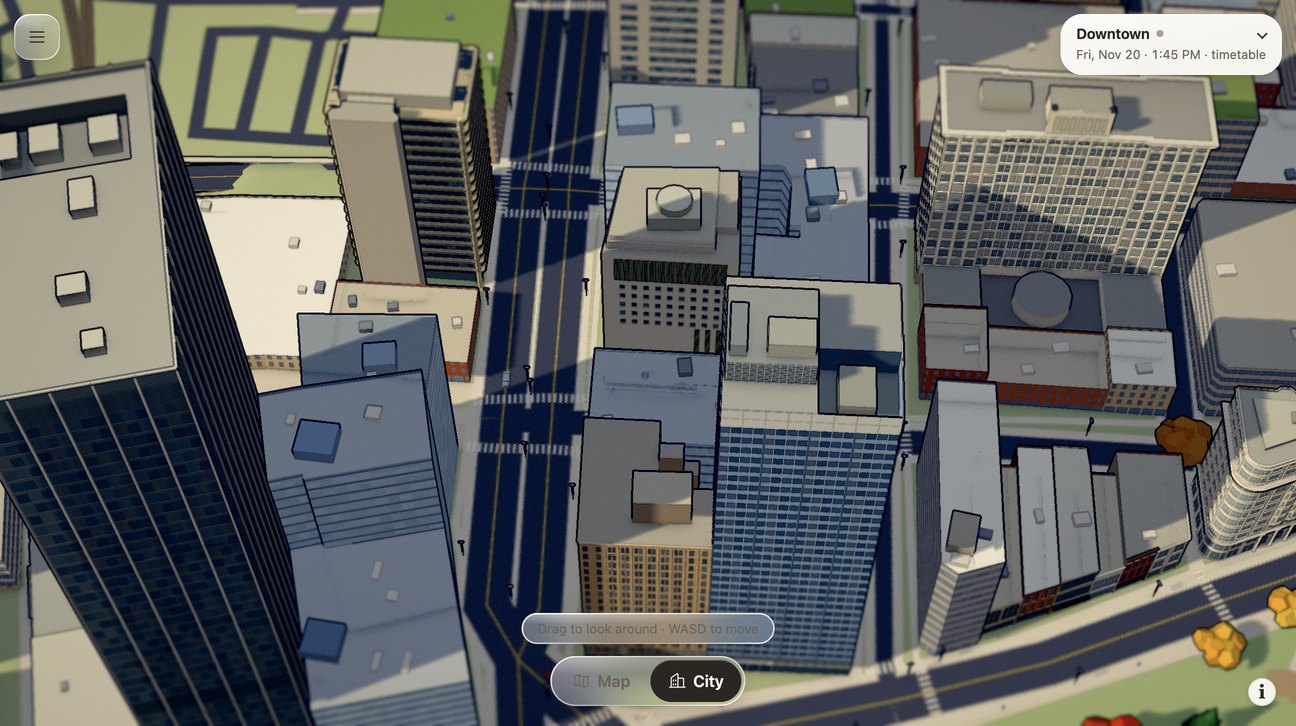 Downtown
Fri, Nov 20 · 1:45 PM · timetable
Drag to look around · WASD to move
Map
City
i